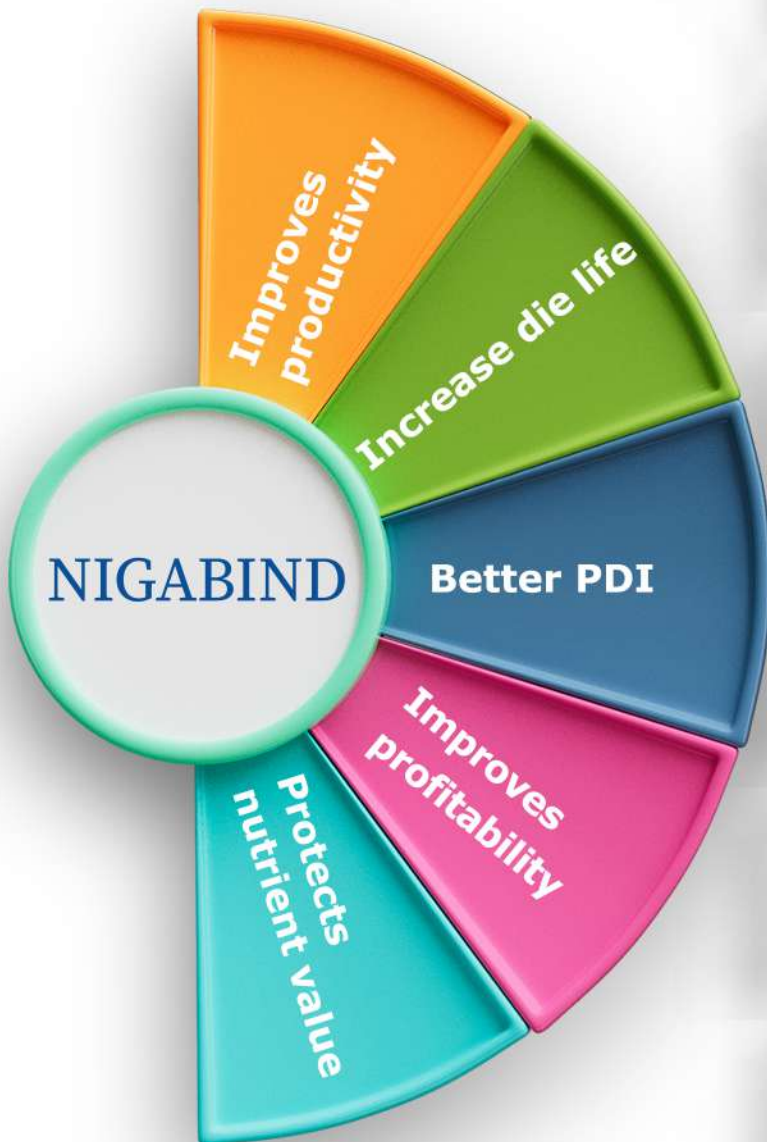 Improves
productivity
Increase die life
NIGABIND
Better PDI
Improves
profitability
Protects
nutrient value